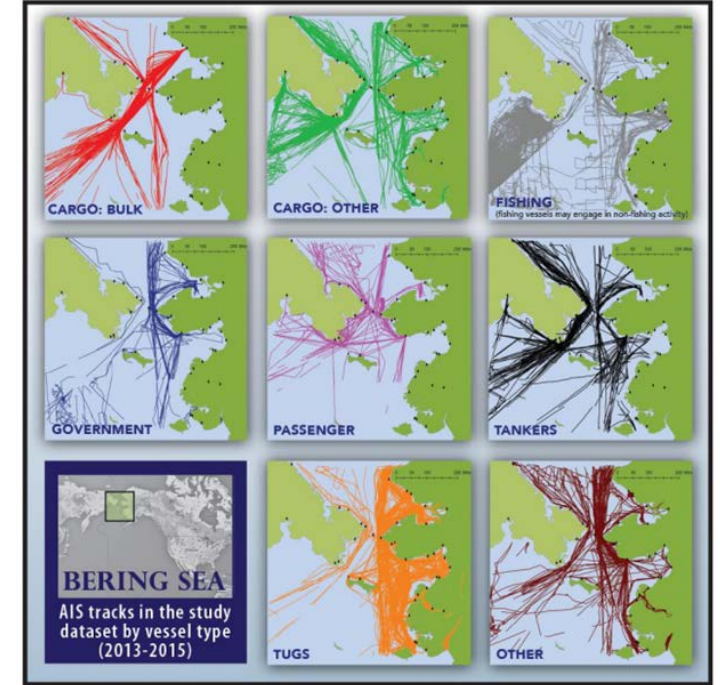 CARGO: BULK
CARGO: OTHER
FISHING
(fishing vessels may engage in non-fishing activity)
GOVERNMENT
PASSENGER
TANKERS
BERING SEA
AIS tracks in the study
dataset by vessel type
(2013-2015)
TUGS
OTHER